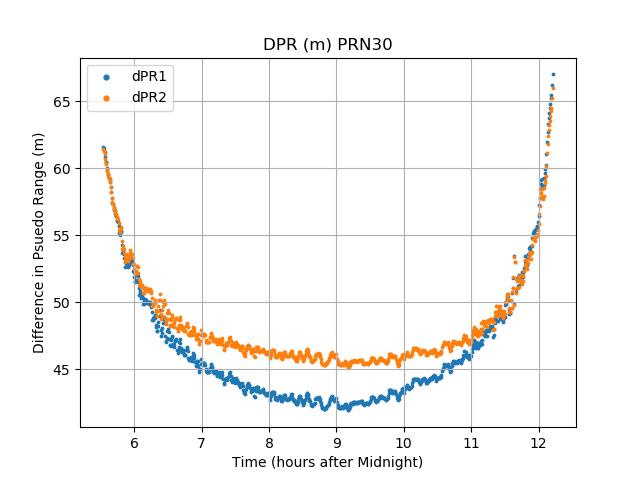 DPR (m) PRN30
dPR1
dPR2
Difference in Psuedo Range (m)
65
60
55
50
45
6 7 8 9 10 11 12
Time (hours after Midnight)